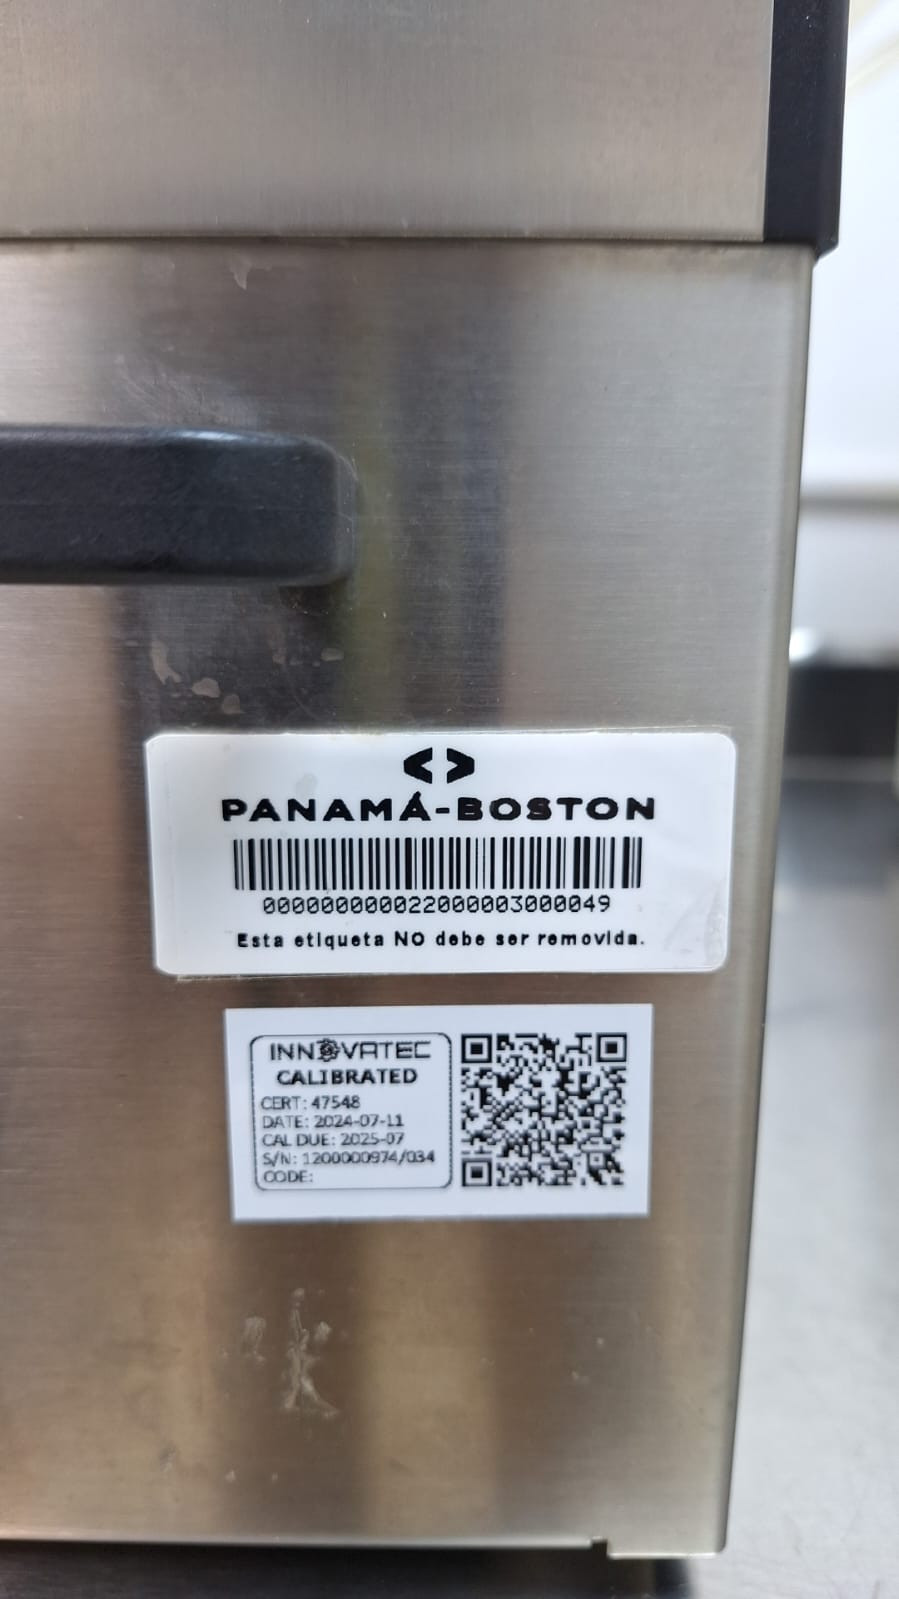 PANAMÁ-BOSTON
0000000000022000003000049
Esta etiqueta NO debe ser removida.
INNOVATEC
CALIBRATED
CERT: 47548
DATE: 2024-07-11
CAL DUE: 2025-07
S/N: 1200000974/034
CODE: